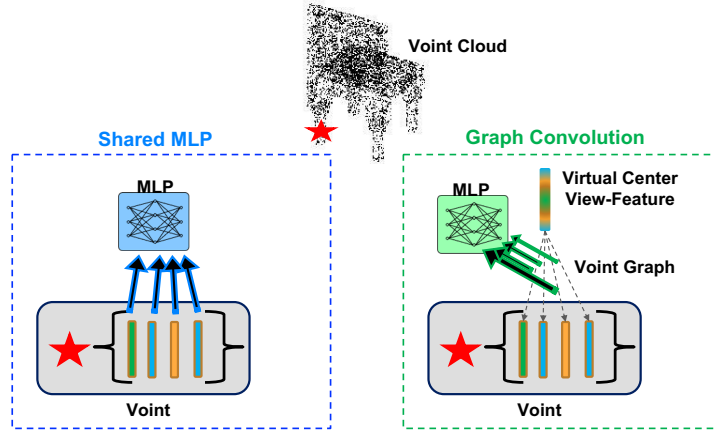 Voint Cloud
Shared MLP
Graph Convolution
MLP
MLP
Virtual Center
View-Feature
Voint Graph
Voint
Voint